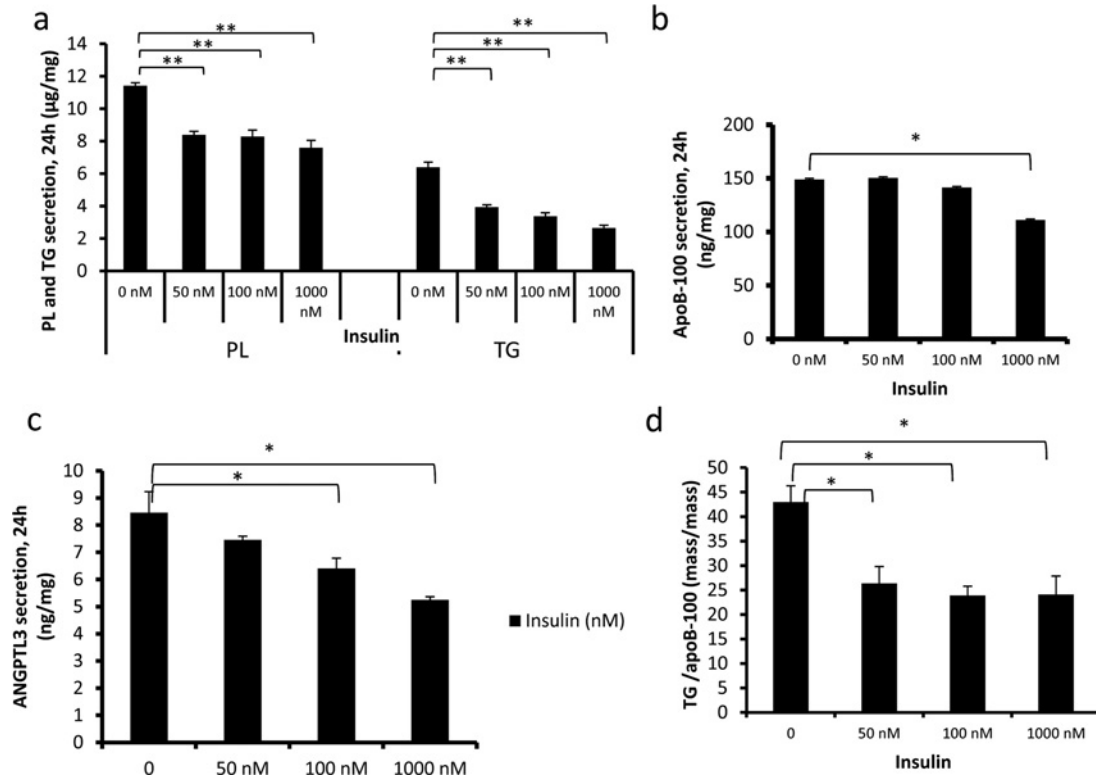 a
PL and TG secretion, 24h (µg/mg)
14
12
10
8
6
4
2
0
** ** **
** ** **
0 nM 50 nM 100 nM 1000 nM 0 nM 50 nM 100 nM 1000 nM
Insulin
PL TG
b
ApoB-100 secretion, 24h
(ng/mg)
200
150
100
50
0
*
0 nM 50 nM 100 nM 1000 nM
Insulin
c
ANGPTL3 secretion, 24h
(ng/mg)
10
9
8
7
6
5
4
3
2
1
0
*
*
0 50 nM 100 nM 1000 nM
Insulin (nM)
d
TG /apoB-100 (mass/mass)
50
45
40
35
30
25
20
15
10
5
0
*
*
*
0 50 nM 100 nM 1000 nM
Insulin